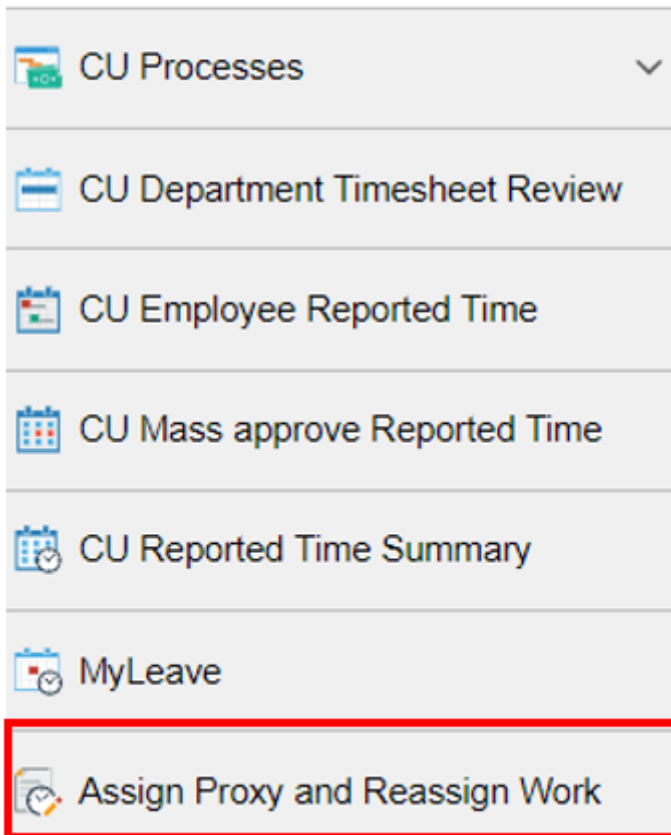 CU Processes
CU Department Timesheet Review
CU Employee Reported Time
CU Mass approve Reported Time
CU Reported Time Summary
MyLeave
Assign Proxy and Reassign Work